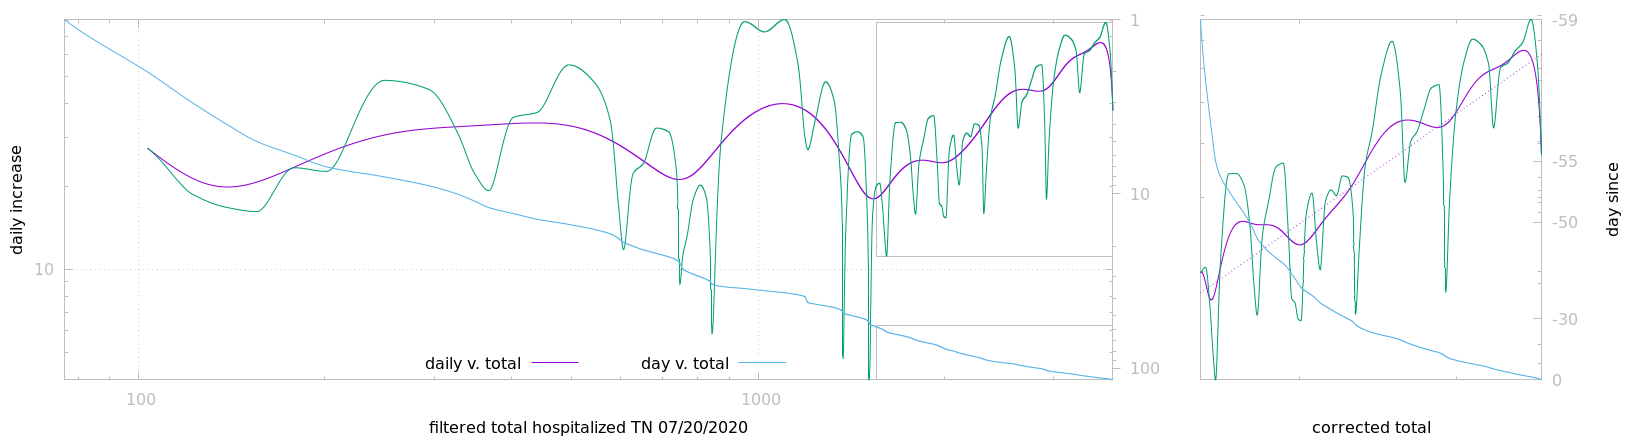 1
-59
daily increase
10
-55
10
-50
day since
-30
daily v. total
day v. total
100
0
100
1000
filtered total hospitalized TN 07/20/2020
corrected total